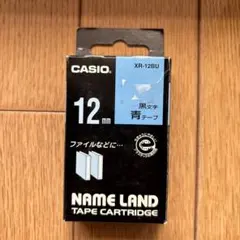 CASIO
XR-12BU
12mm
黒文字
青テープ
ファイルなどに…
NAME LAND
TAPE CARTRIDGE